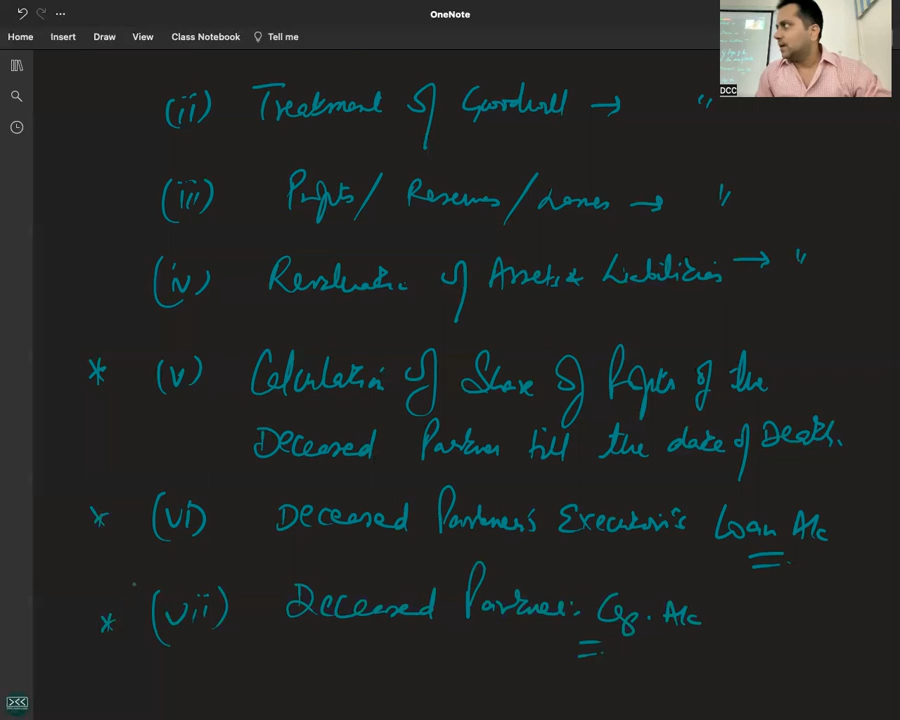 OneNote
Home Insert Draw View Class Notebook Tell me
DCC
(ii) Treatment of Goodwill → "
(iii) Profits/ Reserves/Losses → "
(iv) Revaluation of Assets & Liabilities → "
* (v) Calculation of Share of Profits of the
Deceased Partner till the date of Death.
* (vi) Deceased Partner's Executor's Loan A/c
* (vii) Deceased Partner's Cap. A/c